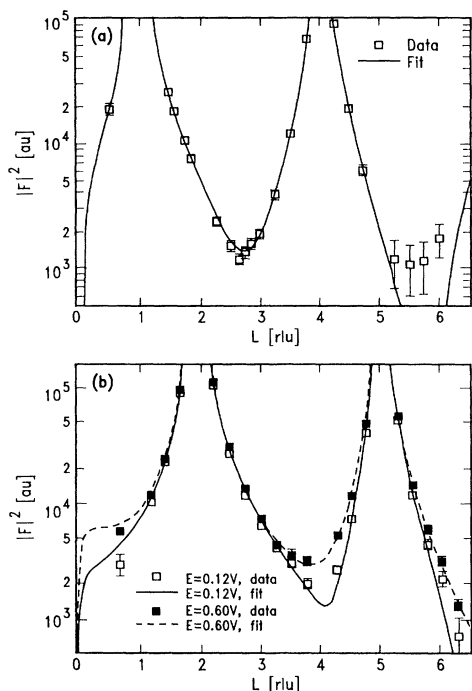 (a)
□ Data
— Fit
|F|² [au]
10⁵
5
2
10⁴
5
2
10³
0 1 2 3 4 5 6
L [rlu]
(b)
|F|² [au]
10⁵
5
2
10⁴
5
2
10³
□ E=0.12V, data
— E=0.12V, fit
■ E=0.60V, data
--- E=0.60V, fit
0 1 2 3 4 5 6
L [rlu]